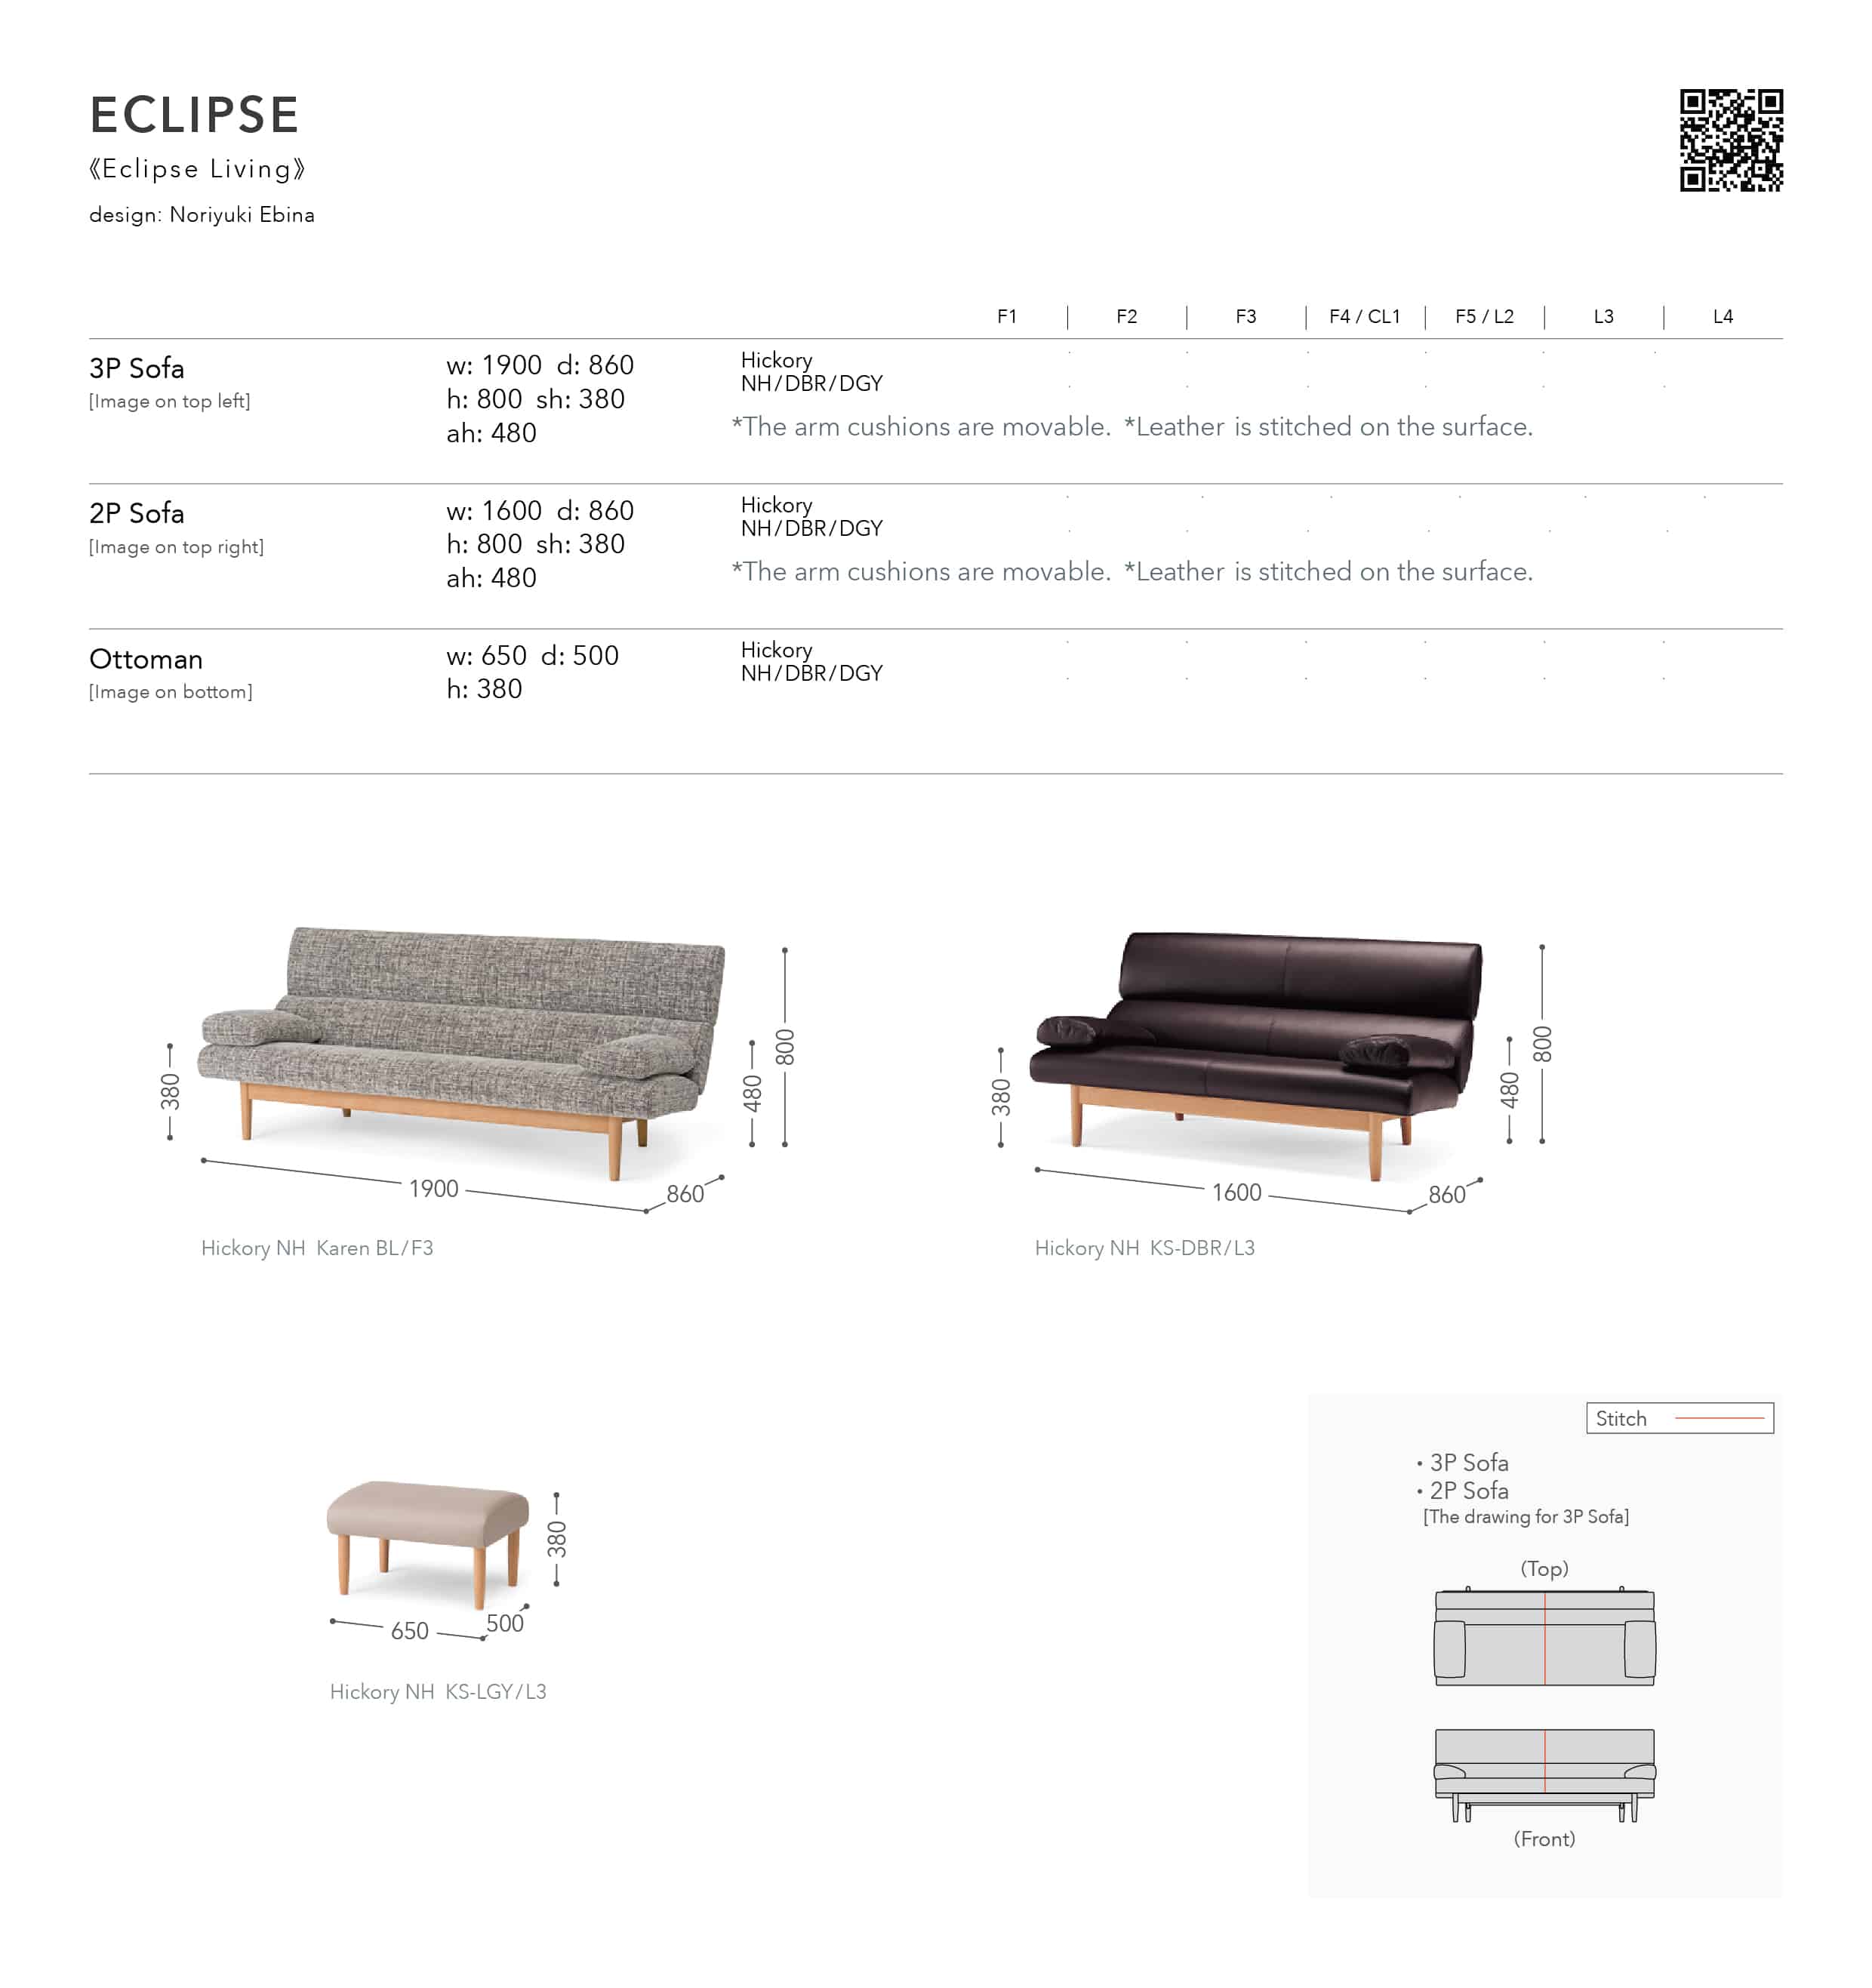 ECLIPSE
《Eclipse Living》
design: Noriyuki Ebina
F1 | F2 | F3 | F4 / CL1 | F5 / L2 | L3 | L4
3P Sofa
[Image on top left]
w: 1900 d: 860
h: 800 sh: 380
ah: 480
Hickory
NH/DBR/DGY
*The arm cushions are movable. *Leather is stitched on the surface.
2P Sofa
[Image on top right]
w: 1600 d: 860
h: 800 sh: 380
ah: 480
Hickory
NH/DBR/DGY
*The arm cushions are movable. *Leather is stitched on the surface.
Ottoman
[Image on bottom]
w: 650 d: 500
h: 380
Hickory
NH/DBR/DGY
380
480
800
1900
860
Hickory NH Karen BL/F3
380
480
800
1600
860
Hickory NH KS-DBR/L3
380
650
500
Hickory NH KS-LGY/L3
Stitch
・3P Sofa
・2P Sofa
[The drawing for 3P Sofa]
(Top)
(Front)